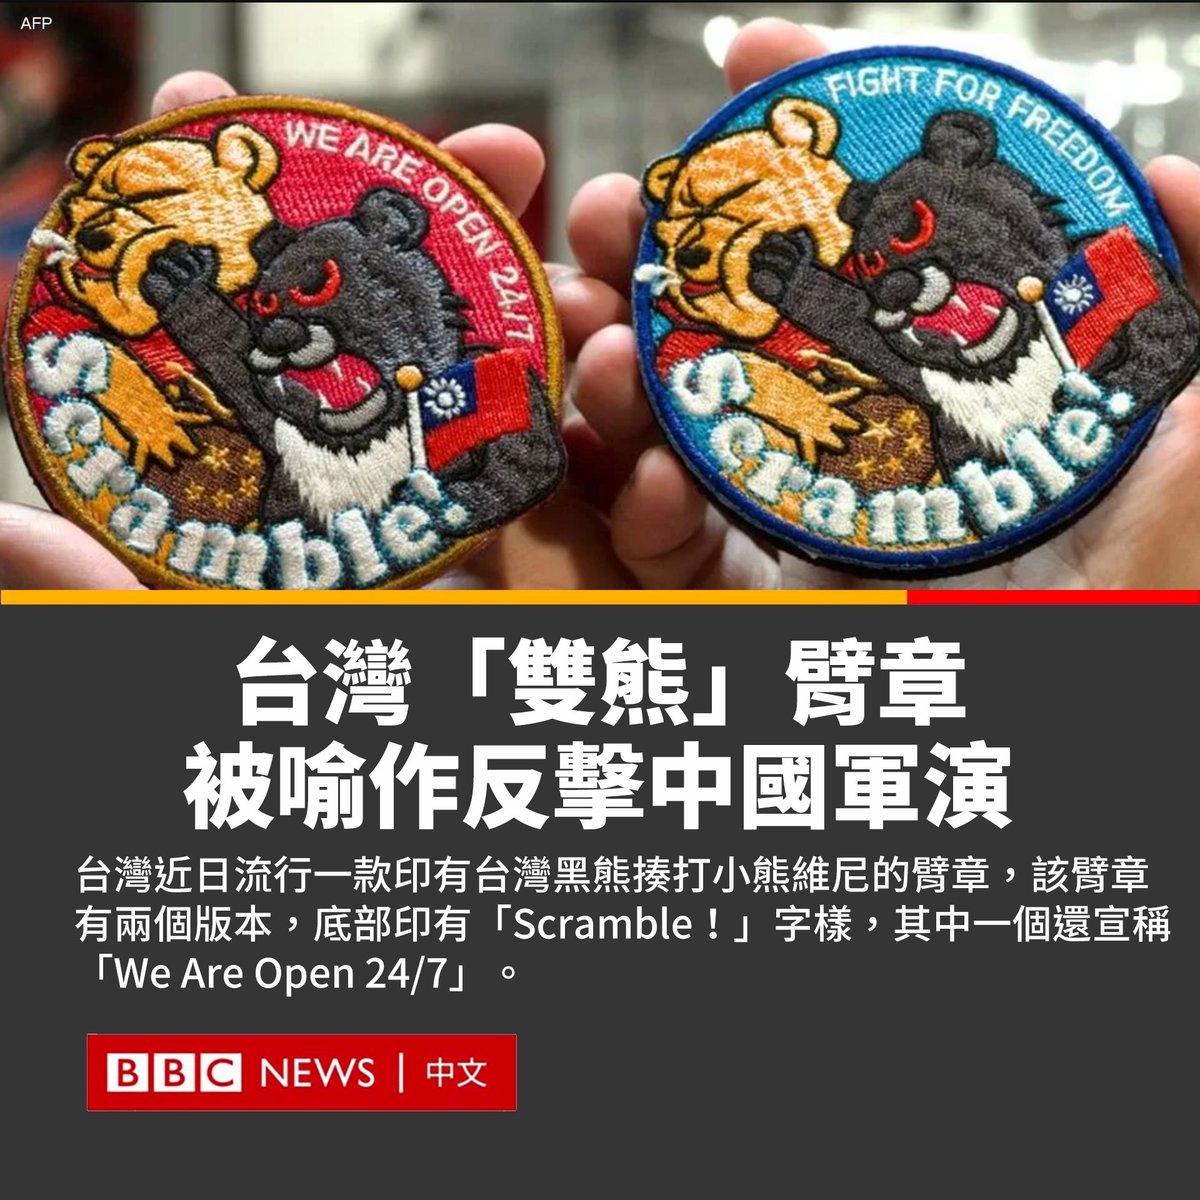 AFP
WE ARE OPEN 24/7
Scramble!
FIGHT FOR FREEDOM
Scramble!
台灣「雙熊」臂章
被喻作反擊中國軍演
台灣近日流行一款印有台灣黑熊揍打小熊維尼的臂章，該臂章
有兩個版本，底部印有「Scramble！」字樣，其中一個還宣稱
「We Are Open 24/7」。
BBC NEWS | 中文